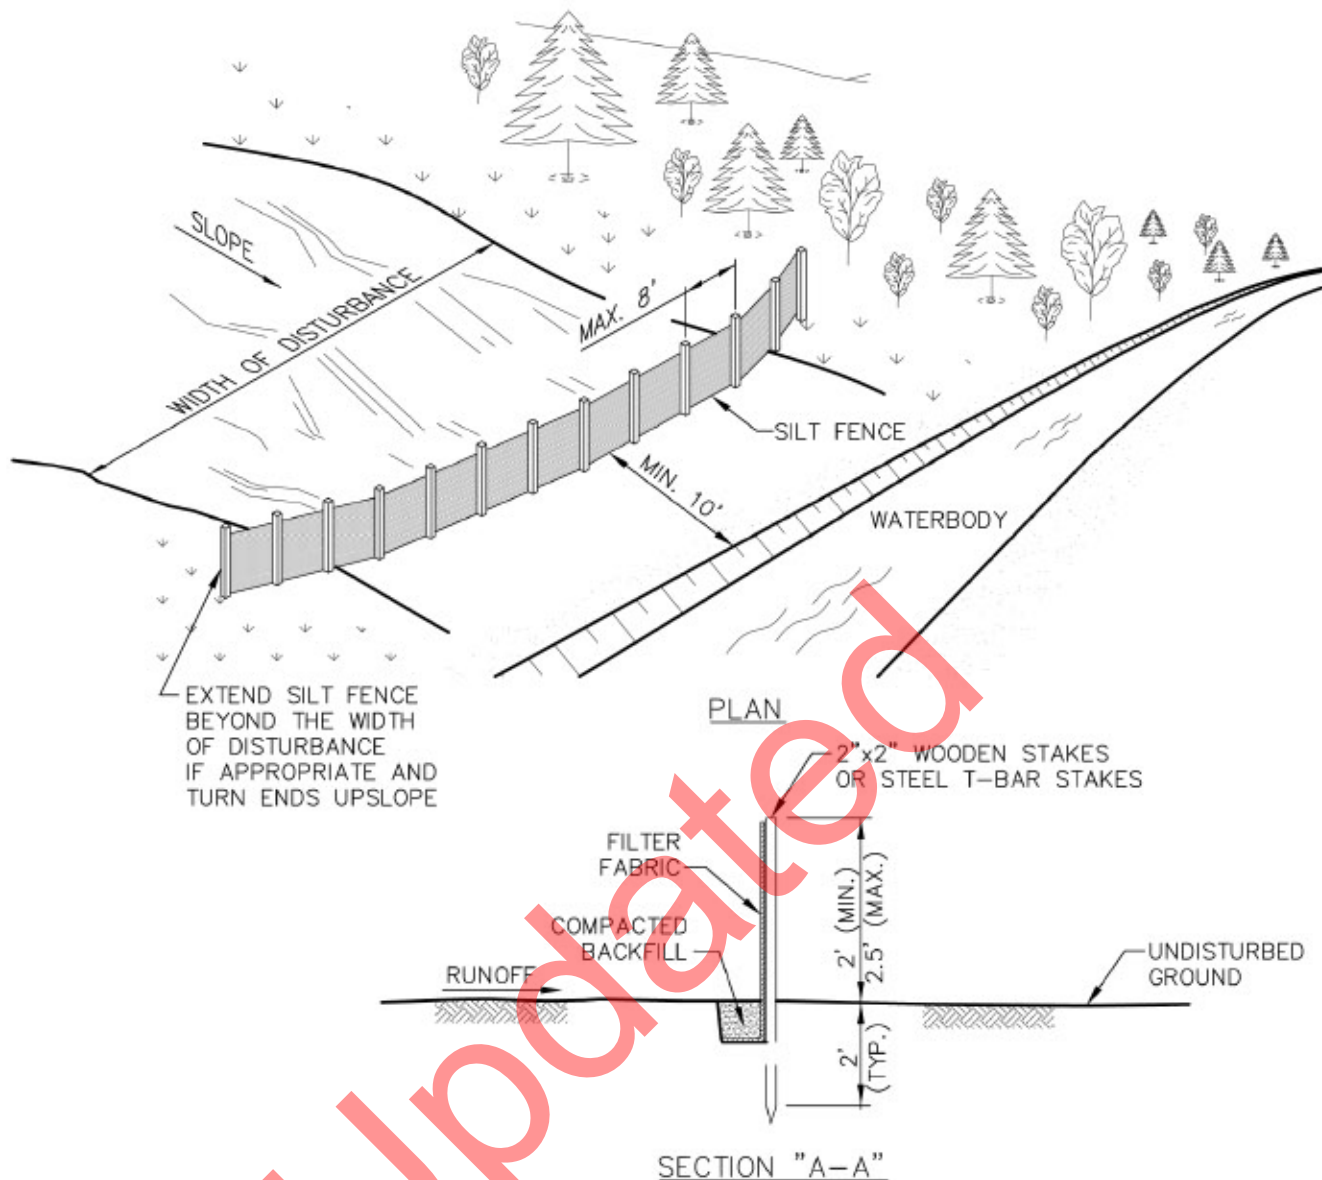 SLOPE
WIDTH OF DISTURBANCE
MAX. 8'
SILT FENCE
MIN. 10'
WATERBODY
EXTEND SILT FENCE
BEYOND THE WIDTH
OF DISTURBANCE
IF APPROPRIATE AND
TURN ENDS UPSLOPE
PLAN
2"x2" WOODEN STAKES
OR STEEL T-BAR STAKES
FILTER
FABRIC
COMPACTED
BACKFILL
RUNOFF
2' (MIN.)
2.5' (MAX.)
UNDISTURBED
GROUND
2'
(TYP.)
SECTION "A-A"
Updated